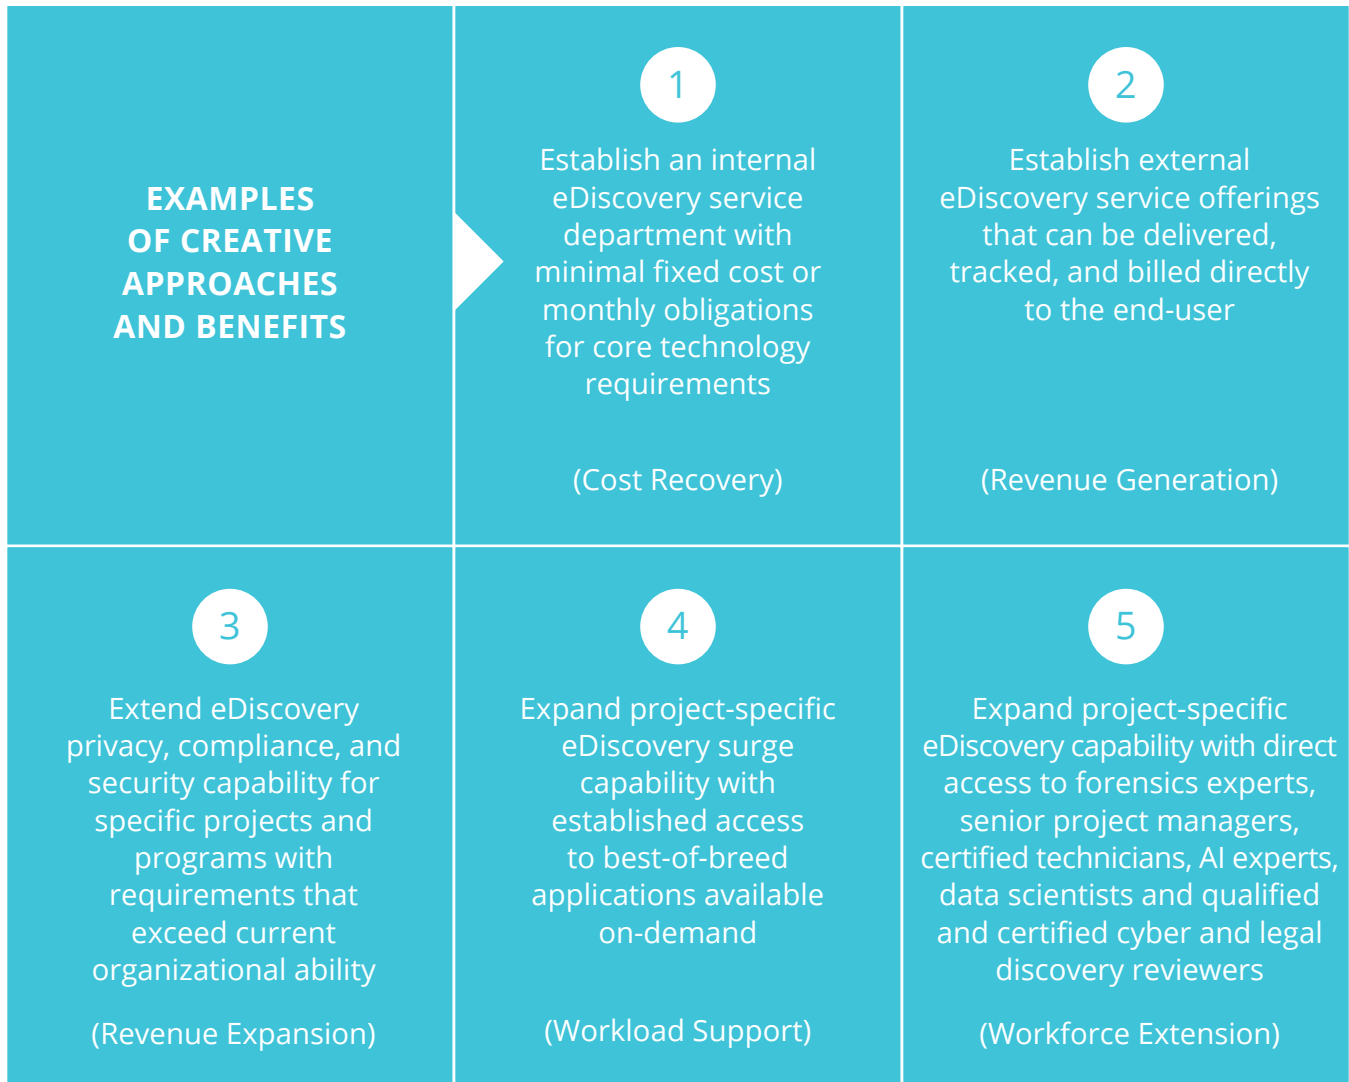 EXAMPLES
OF CREATIVE
APPROACHES
AND BENEFITS
1
Establish an internal
eDiscovery service
department with
minimal fixed cost or
monthly obligations
for core technology
requirements
(Cost Recovery)
2
Establish external
eDiscovery service offerings
that can be delivered,
tracked, and billed directly
to the end-user
(Revenue Generation)
3
Extend eDiscovery
privacy, compliance, and
security capability for
specific projects and
programs with
requirements that
exceed current
organizational ability
(Revenue Expansion)
4
Expand project-specific
eDiscovery surge
capability with
established access
to best-of-breed
applications available
on-demand
(Workload Support)
5
Expand project-specific
eDiscovery capability with direct
access to forensics experts,
senior project managers,
certified technicians, AI experts,
data scientists and qualified
and certified cyber and legal
discovery reviewers
(Workforce Extension)